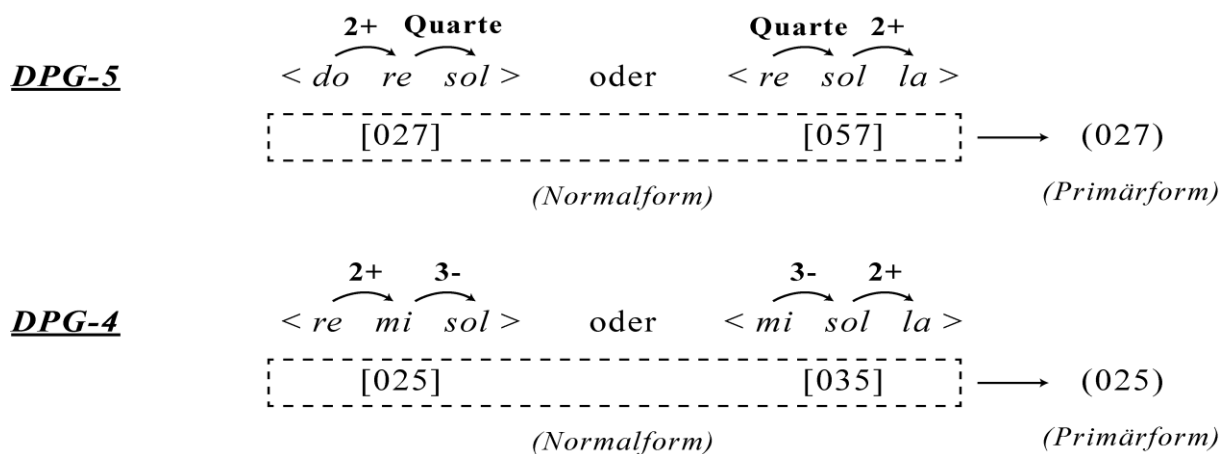 2+ Quarte Quarte 2+
DPG-5 < do re sol > oder < re sol la >
[027] [057] (027)
(Normalform) (Primärform)
2+ 3- 3- 2+
DPG-4 < re mi sol > oder < mi sol la >
[025] [035] (025)
(Normalform) (Primärform)